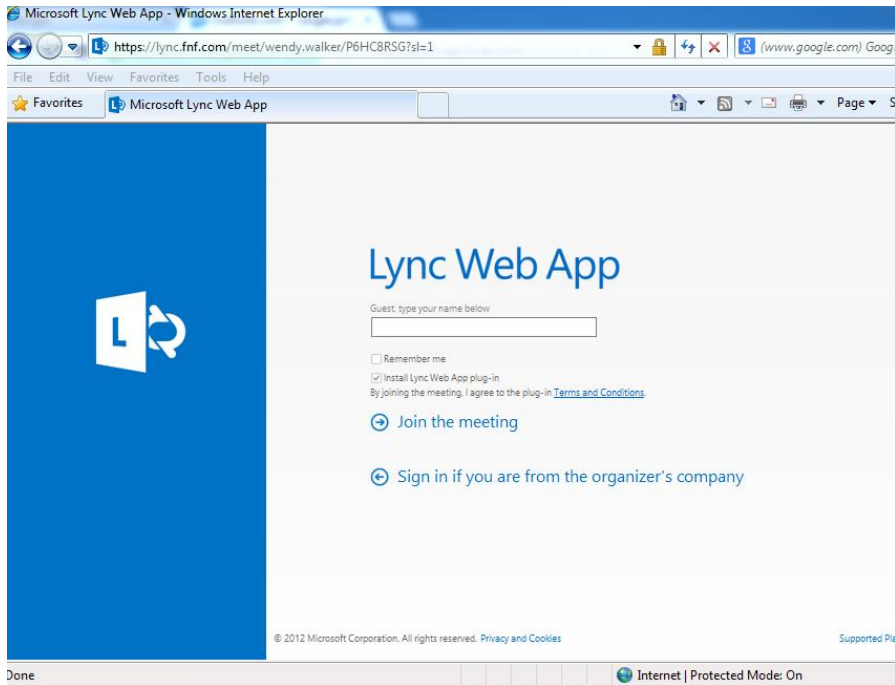 Microsoft Lync Web App - Windows Internet Explorer
https://lync.fnf.com/meet/wendy.walker/P6HC8RSG?sl=1
8 (www.google.com) Goog
File Edit View Favorites Tools Help
Favorites Microsoft Lync Web App Page S
Lync Web App
Guest, type your name below
L
Remember me
Install Lync Web App plug-in
By joining the meeting, I agree to the plug-in Terms and Conditions.
Join the meeting
Sign in if you are from the organizer's company
© 2012 Microsoft Corporation. All rights reserved. Privacy and Cookies Supported Pla
Done Internet | Protected Mode: On